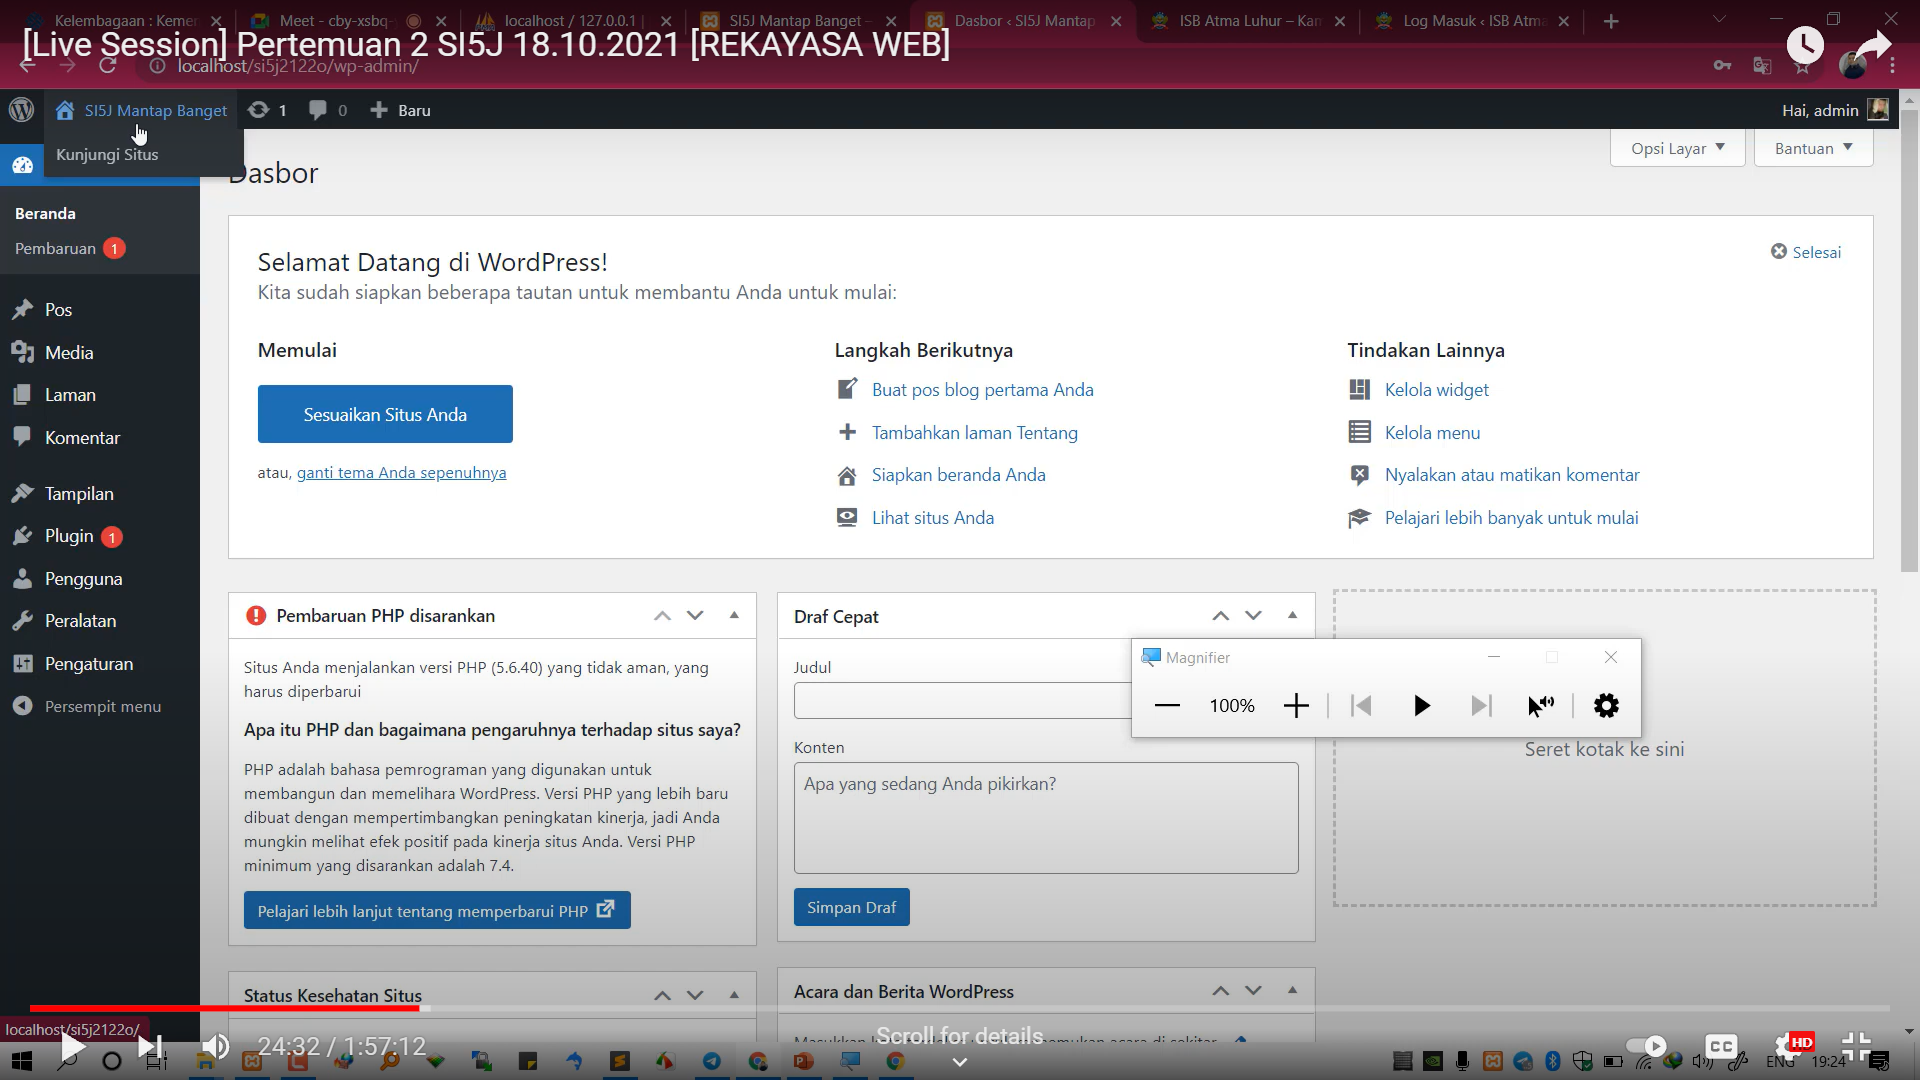 Kelembagaan : Kemer
Meet - cby-xsbq-
localhost / 127.0.0.1
SI5J Mantap Banget –
Dasbor ‹ SI5J Mantap
ISB Atma Luhur – Kan
Log Masuk ‹ ISB Atma
[Live Session] Pertemuan 2 SI5J 18.10.2021 [REKAYASA WEB]
localhost/si5j2122o/wp-admin/
SI5J Mantap Banget
1
0
Baru
Hai, admin
Kunjungi Situs
Dasbor
Opsi Layar
Bantuan
Beranda
Pembaruan 1
Pos
Media
Laman
Komentar
Tampilan
Plugin 1
Pengguna
Peralatan
Pengaturan
Persempit menu
Selamat Datang di WordPress!
Kita sudah siapkan beberapa tautan untuk membantu Anda untuk mulai:
Selesai
Memulai
Sesuaikan Situs Anda
atau, ganti tema Anda sepenuhnya
Langkah Berikutnya
Buat pos blog pertama Anda
Tambahkan laman Tentang
Siapkan beranda Anda
Lihat situs Anda
Tindakan Lainnya
Kelola widget
Kelola menu
Nyalakan atau matikan komentar
Pelajari lebih banyak untuk mulai
Pembaruan PHP disarankan
Situs Anda menjalankan versi PHP (5.6.40) yang tidak aman, yang
harus diperbarui
Apa itu PHP dan bagaimana pengaruhnya terhadap situs saya?
PHP adalah bahasa pemrograman yang digunakan untuk
membangun dan memelihara WordPress. Versi PHP yang lebih baru
dibuat dengan mempertimbangkan peningkatan kinerja, jadi Anda
mungkin melihat efek positif pada kinerja situs Anda. Versi PHP
minimum yang disarankan adalah 7.4.
Pelajari lebih lanjut tentang memperbarui PHP
Status Kesehatan Situs
Draf Cepat
Judul
Konten
Apa yang sedang Anda pikirkan?
Simpan Draf
Acara dan Berita WordPress
Magnifier
100%
Seret kotak ke sini
localhost/si5j2122o/
24:32 / 1:57:12
Scroll for details
CC
HD
ENG
19:24